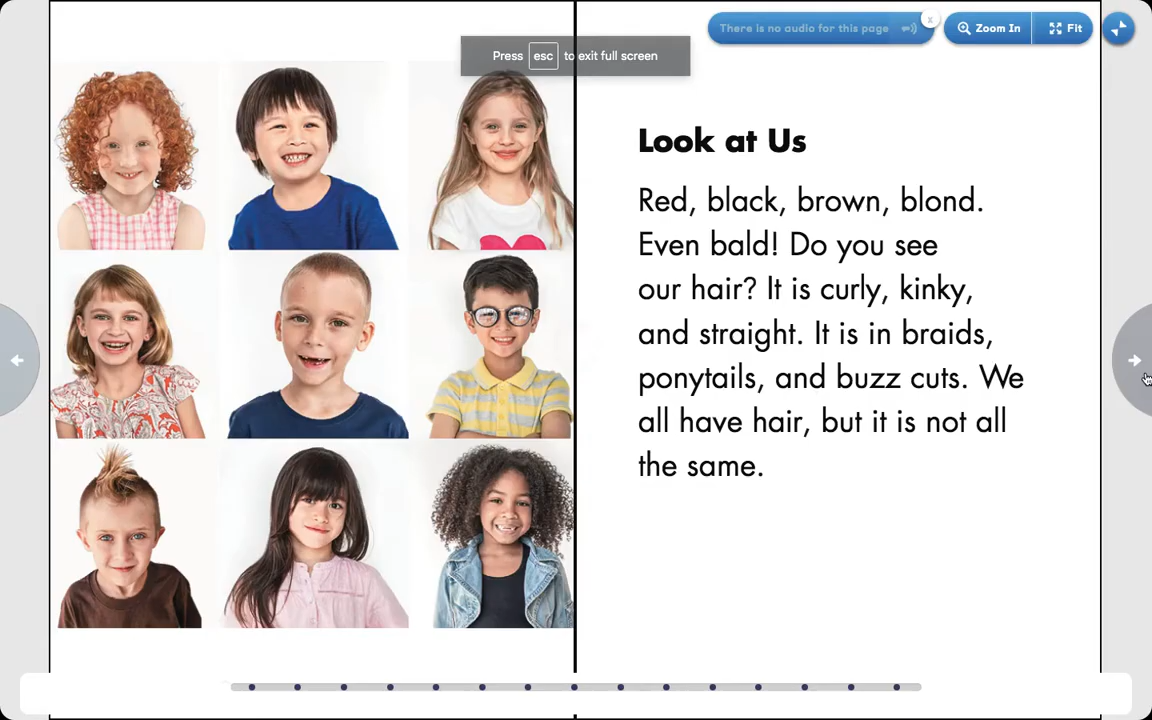 There is no audio for this page
x
Zoom In
Fit
Press esc to exit full screen
Look at Us
Red, black, brown, blond.
Even bald! Do you see
our hair? It is curly, kinky,
and straight. It is in braids,
ponytails, and buzz cuts. We
all have hair, but it is not all
the same.